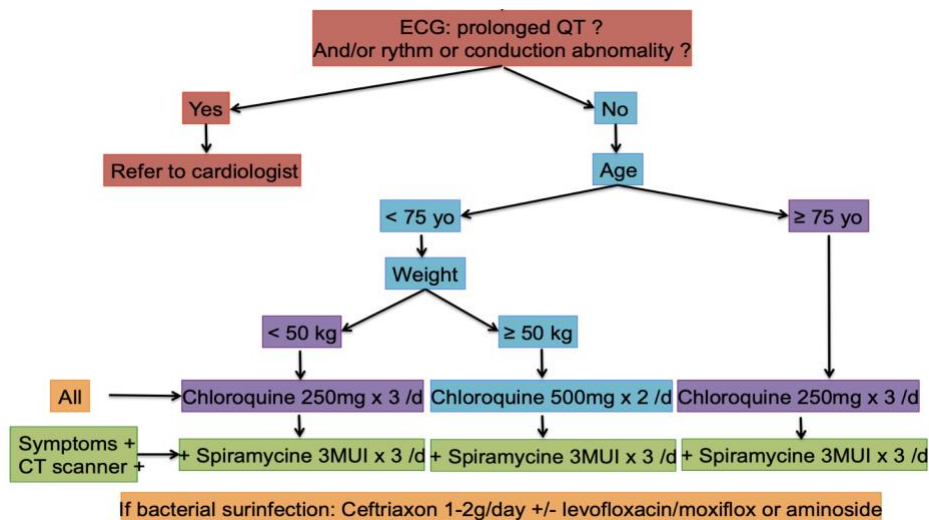 ECG: prolonged QT ?
And/or rythm or conduction abnomality ?
Yes
No
Refer to cardiologist
Age
< 75 yo
≥ 75 yo
Weight
< 50 kg
≥ 50 kg
All
Chloroquine 250mg x 3 /d
Chloroquine 500mg x 2 /d
Chloroquine 250mg x 3 /d
Symptoms +
CT scanner +
+ Spiramycine 3MUI x 3 /d
+ Spiramycine 3MUI x 3 /d
+ Spiramycine 3MUI x 3 /d
If bacterial surinfection: Ceftriaxon 1-2g/day +/- levofloxacin/moxiflox or aminoside